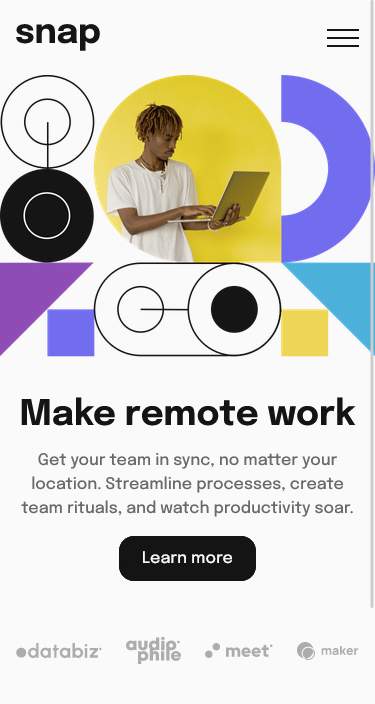 snap
Make remote work
Get your team in sync, no matter your
location. Streamline processes, create
team rituals, and watch productivity soar.
Learn more
databiz
audio
phile
meet
maker